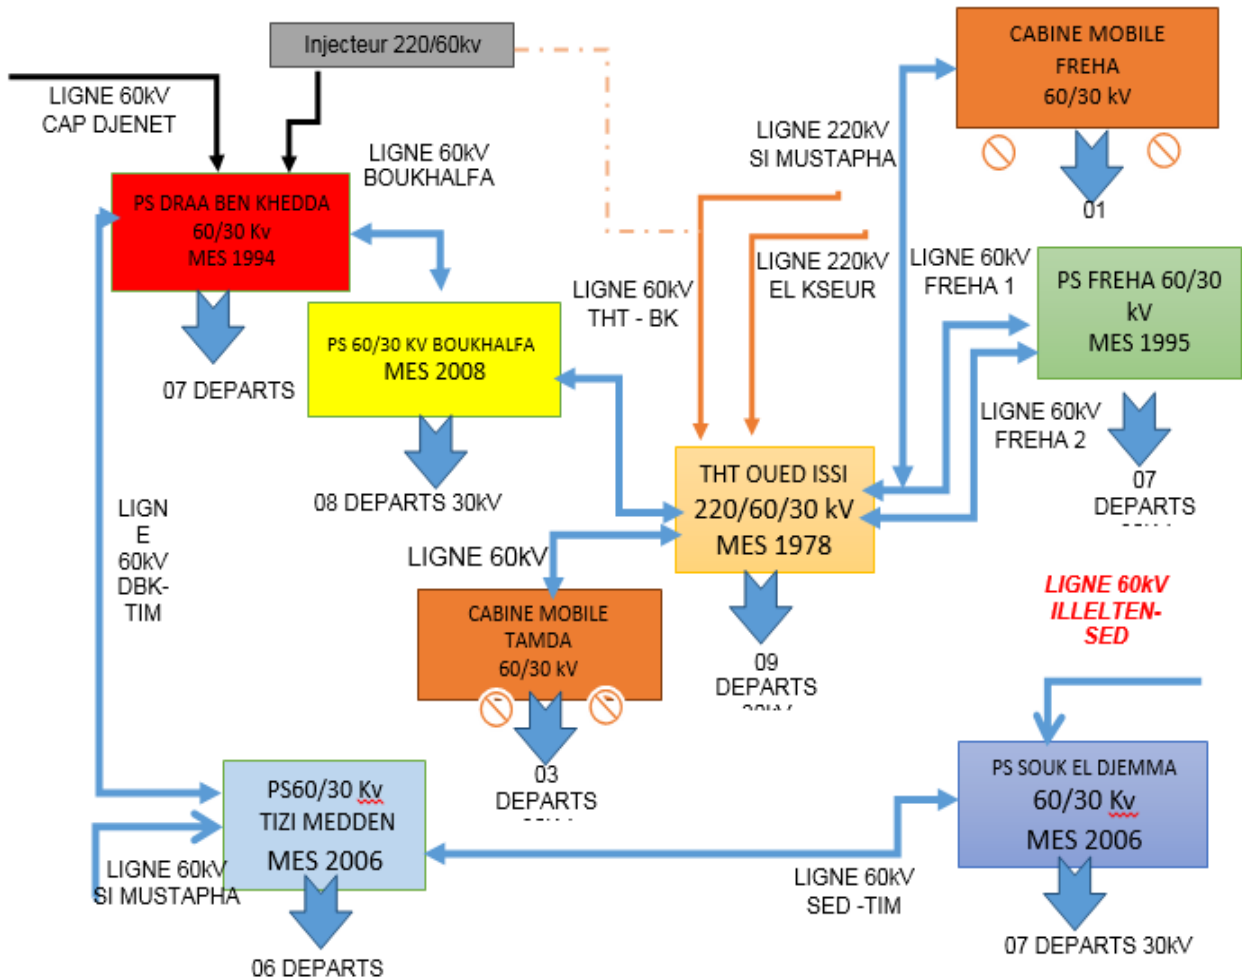 Injecteur 220/60kv
CABINE MOBILE
FREHA
60/30 kV
01
LIGNE 60kV
CAP DJENET
LIGNE 60kV
BOUKHALFA
LIGNE 220kV
SI MUSTAPHA
PS DRAA BEN KHEDDA
60/30 Kv
MES 1994
07 DEPARTS
LIGNE 60kV
THT - BK
LIGNE 220kV
EL KSEUR
LIGNE 60kV
FREHA 1
PS FREHA 60/30
kV
MES 1995
PS 60/30 KV BOUKHALFA
MES 2008
08 DEPARTS 30kV
LIGNE 60kV
FREHA 2
07
DEPARTS
THT OUED ISSI
220/60/30 kV
MES 1978
09
DEPARTS
LIGN
E
60kV
DBK-
TIM
LIGNE 60kV
CABINE MOBILE
TAMDA
60/30 kV
03
DEPARTS
LIGNE 60kV
ILLELTEN-
SED
PS60/30 Kv
TIZI MEDDEN
MES 2006
LIGNE 60kV
SI MUSTAPHA
06 DEPARTS
LIGNE 60kV
SED -TIM
PS SOUK EL DJEMMA
60/30 Kv
MES 2006
07 DEPARTS 30kV